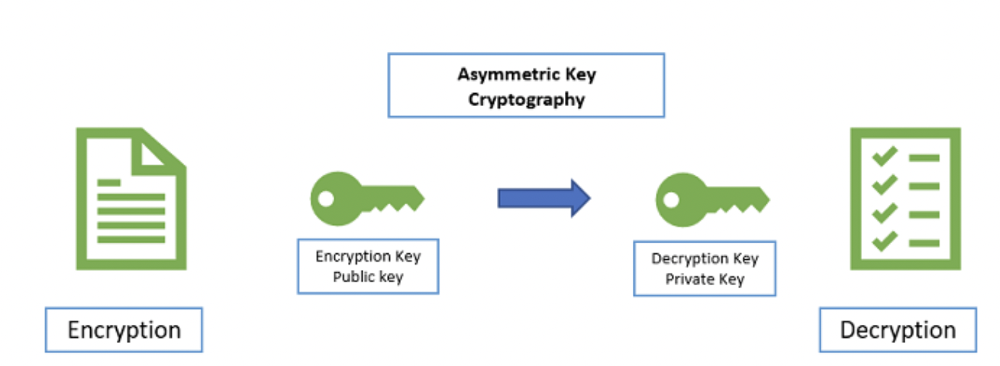 Asymmetric Key
Cryptography
Encryption Key
Public key
Decryption Key
Private Key
Encryption
Decryption